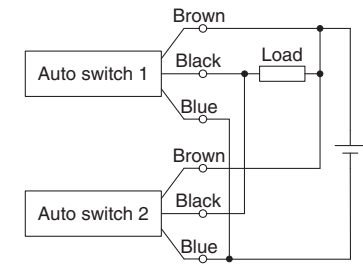 Brown
Black
Load
Auto switch 1
Blue
Brown
Black
Auto switch 2
Blue